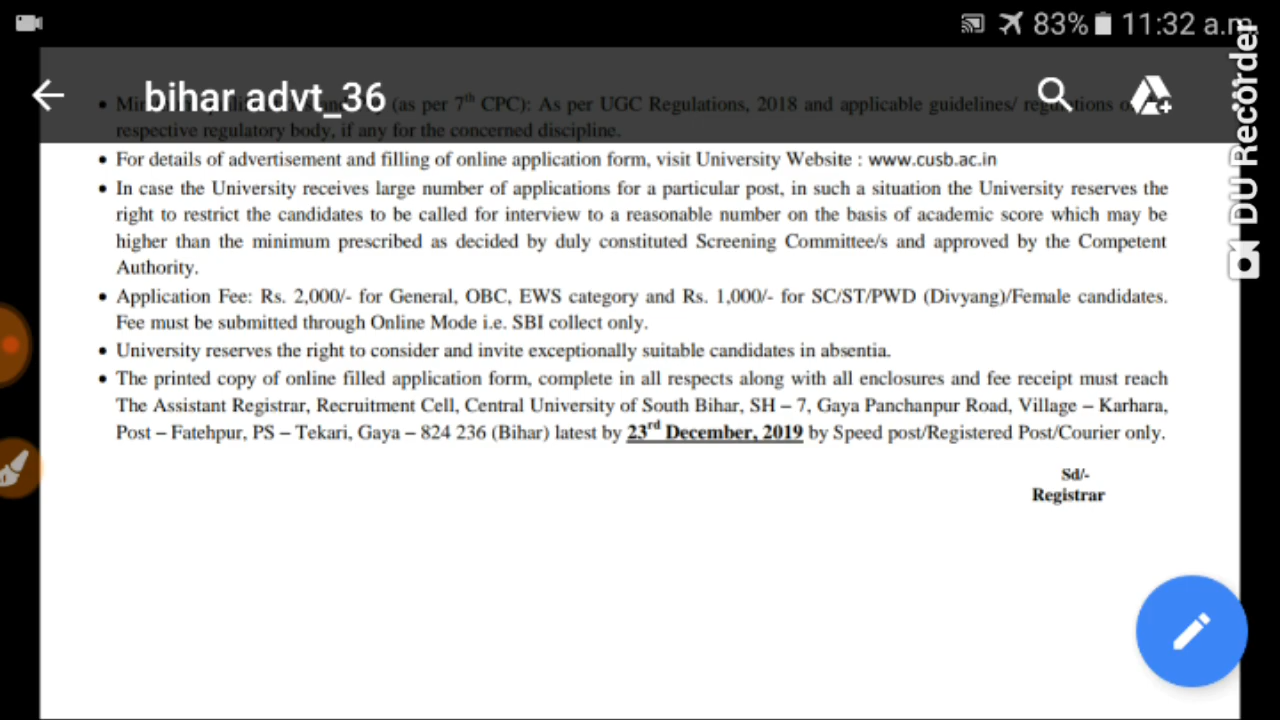 83% 11:32 a.m.
bihar advt_36
(as per 7th CPC): As per UGC Regulations, 2018 and applicable guidelines/ regulations
respective regulatory body, if any for the concerned discipline.
• For details of advertisement and filling of online application form, visit University Website : www.cusb.ac.in
• In case the University receives large number of applications for a particular post, in such a situation the University reserves the
right to restrict the candidates to be called for interview to a reasonable number on the basis of academic score which may be
higher than the minimum prescribed as decided by duly constituted Screening Committee/s and approved by the Competent
Authority.
• Application Fee: Rs. 2,000/- for General, OBC, EWS category and Rs. 1,000/- for SC/ST/PWD (Divyang)/Female candidates.
Fee must be submitted through Online Mode i.e. SBI collect only.
• University reserves the right to consider and invite exceptionally suitable candidates in absentia.
• The printed copy of online filled application form, complete in all respects along with all enclosures and fee receipt must reach
The Assistant Registrar, Recruitment Cell, Central University of South Bihar, SH – 7, Gaya Panchanpur Road, Village – Karhara,
Post – Fatehpur, PS – Tekari, Gaya – 824 236 (Bihar) latest by 23rd December, 2019 by Speed post/Registered Post/Courier only.
Sd/-
Registrar
DU Recorder